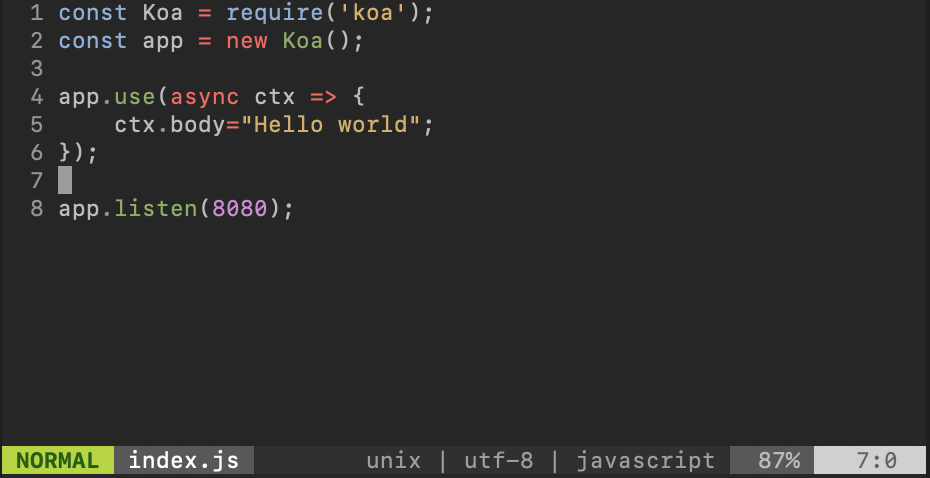 1 const Koa = require('koa');
2 const app = new Koa();
3
4 app.use(async ctx => {
5     ctx.body="Hello world";
6 });
7
8 app.listen(8080);
NORMAL index.js unix | utf-8 | javascript 87% 7:0